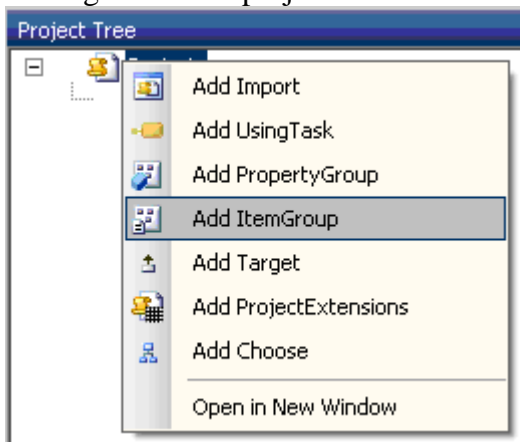 Project Tree
Add Import
Add UsingTask
Add PropertyGroup
Add ItemGroup
Add Target
Add ProjectExtensions
Add Choose
Open in New Window